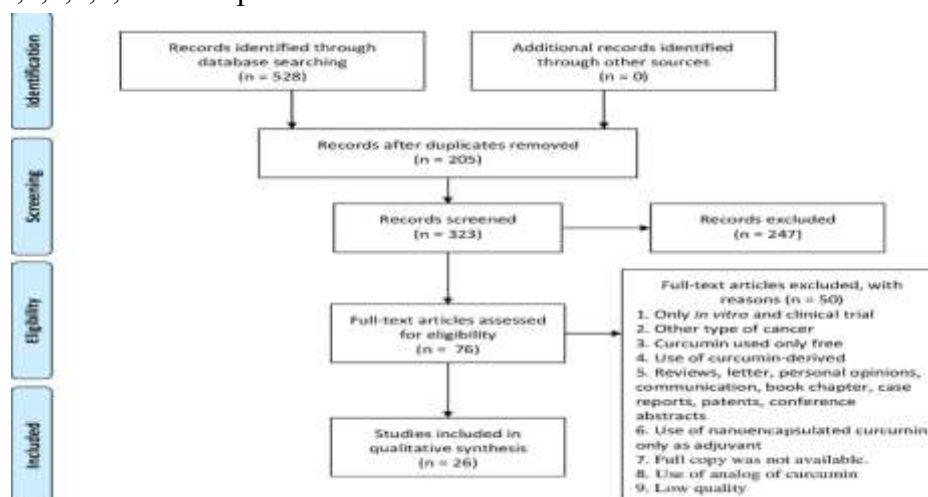 Records identified through
database searching
(n = 528)
Additional records identified
through other sources
(n = 0)
Identification
Records after duplicates removed
(n = 205)
Screening
Records screened
(n = 323)
Records excluded
(n = 247)
Eligibility
Full-text articles assessed
for eligibility
(n = 76)
Full-text articles excluded, with
reasons (n = 50)
1. Only in vitro and clinical trial
2. Other type of cancer
3. Curcumin used only free
4. Use of curcumin-derived
5. Reviews, letter, personal opinions,
communication, book chapter, case
reports, patents, conference
abstracts
6. Use of nanoencapsulated curcumin
only as adjuvant
7. Full copy was not available.
8. Use of analog of curcumin
9. Low quality
Included
Studies included in
qualitative synthesis
(n = 26)